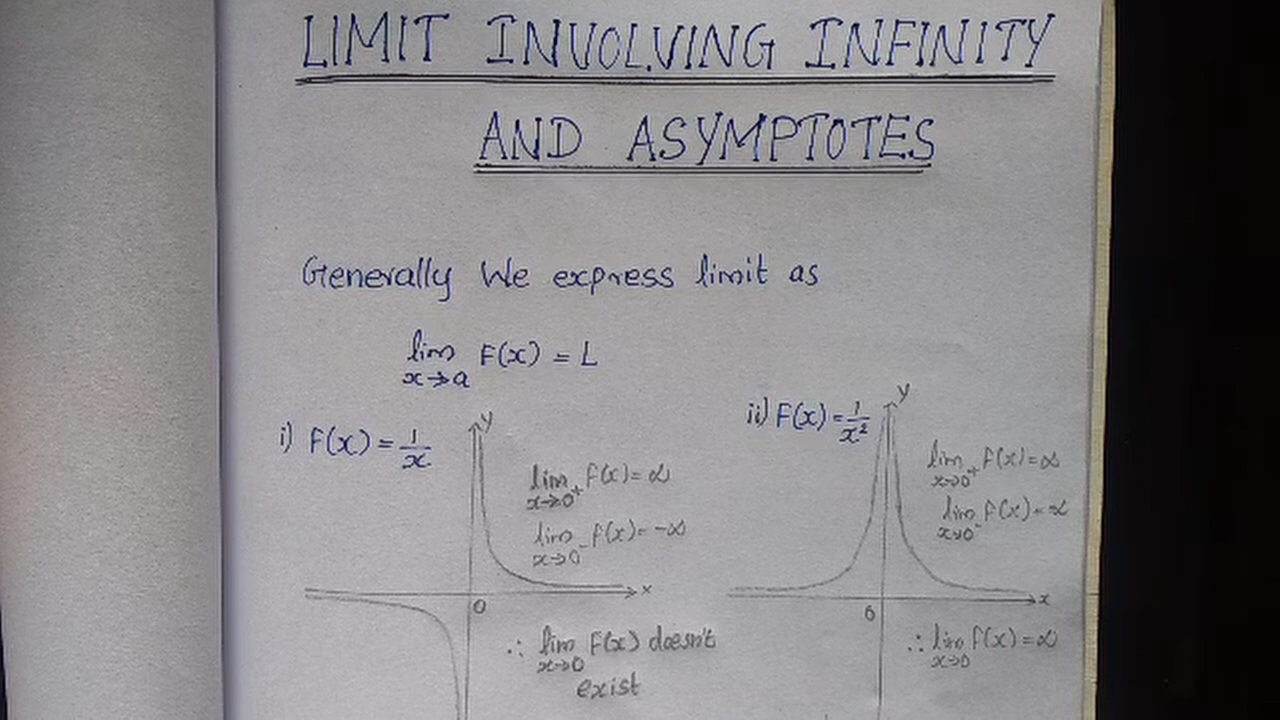 LIMIT INVOLVING INFINITY
AND ASYMPTOTES
Generally We express limit as
lim F(x) = L
x→a
i) F(x) = 1/x
y
lim F(x) = ∞
x→0⁺
lim F(x) = -∞
x→0⁻
x
0
∴ lim F(x) doesn't
x→0
exist
ii) F(x) = 1/x²
y
lim F(x) = ∞
x→0⁺
lim F(x) = ∞
x→0⁻
x
0
∴ lim F(x) = ∞
x→0